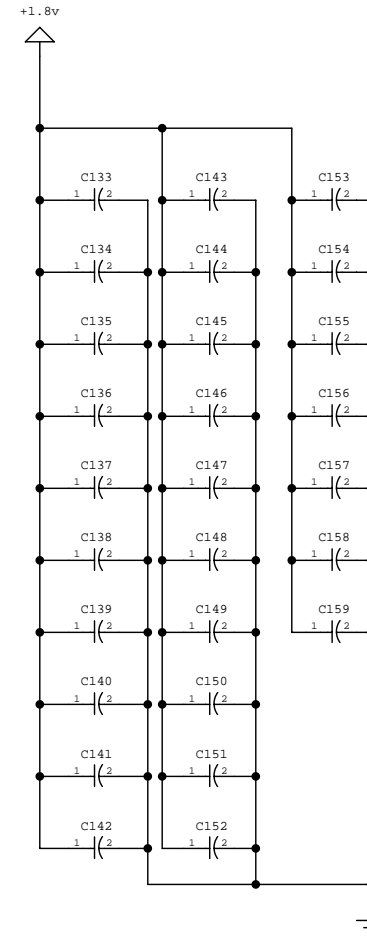 +1.8v
C133 C143 C153
1 2 1 2 1 2
C134 C144 C154
1 2 1 2 1 2
C135 C145 C155
1 2 1 2 1 2
C136 C146 C156
1 2 1 2 1 2
C137 C147 C157
1 2 1 2 1 2
C138 C148 C158
1 2 1 2 1 2
C139 C149 C159
1 2 1 2 1 2
C140 C150
1 2 1 2
C141 C151
1 2 1 2
C142 C152
1 2 1 2